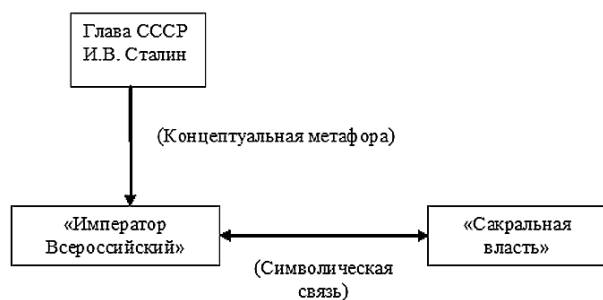 Глава СССР
И.В. Сталин
(Концептуальная метафора)
«Император
Всероссийский»
«Сакральная
власть»
(Символическая
связь)